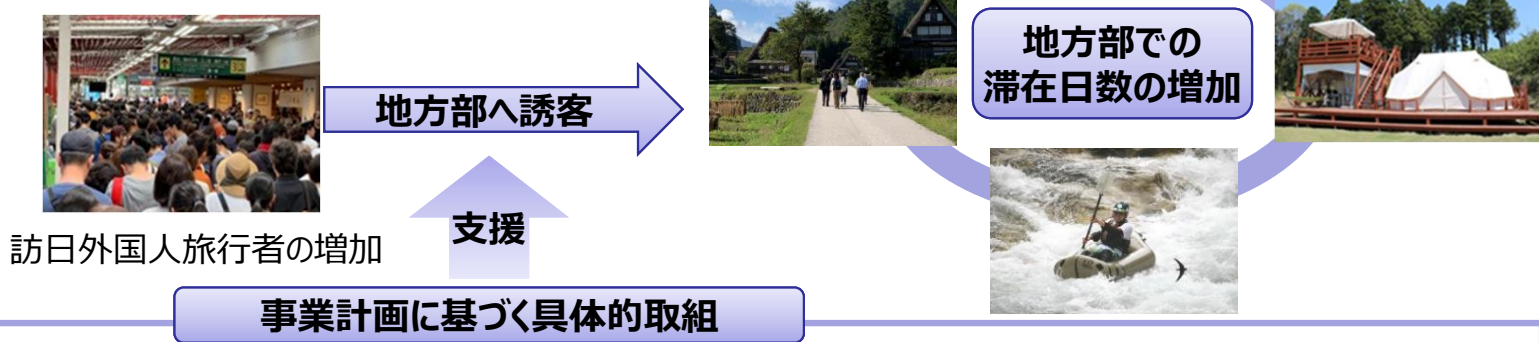 地方部での
滞在日数の増加
地方部へ誘客
支援
訪日外国人旅行者の増加
事業計画に基づく具体的取組